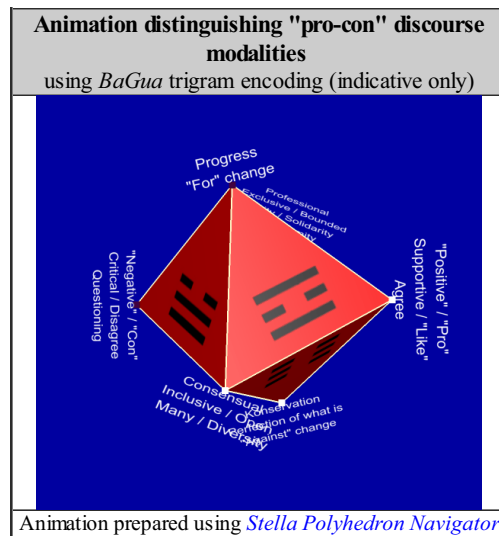 Animation distinguishing "pro-con" discourse
modalities
using BaGua trigram encoding (indicative only)
Progress
"For" change
Professional
Exclusive / Bounded
/ Solidarity
"Negative" / "Con"
Critical / Disagree
Questioning
Agree
"Positive" / "Pro"
Supportive / "Like"
Consensual
Inclusive / Open
Many / Diversity
Konservation
of what is
change
Animation prepared using Stella Polyhedron Navigator